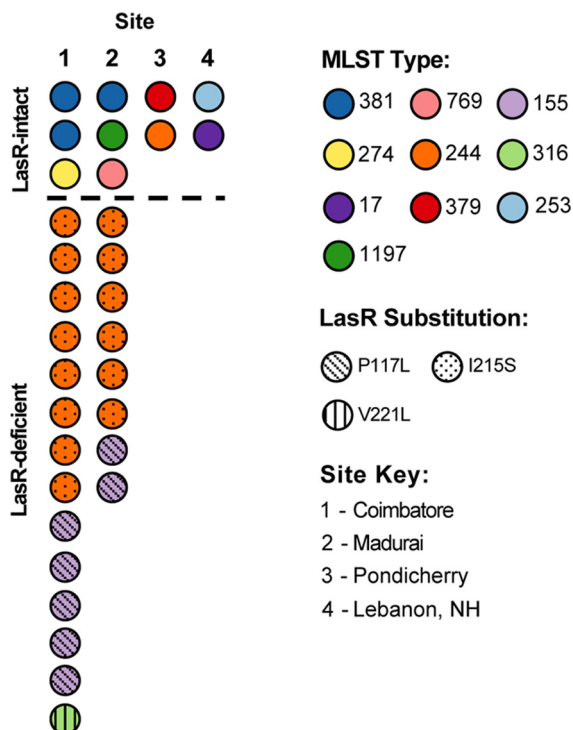 Site
1 2 3 4
LasR-intact
LasR-deficient
MLST Type:
381 769 155
274 244 316
17 379 253
1197
LasR Substitution:
P117L I215S
V221L
Site Key:
1 - Coimbatore
2 - Madurai
3 - Pondicherry
4 - Lebanon, NH